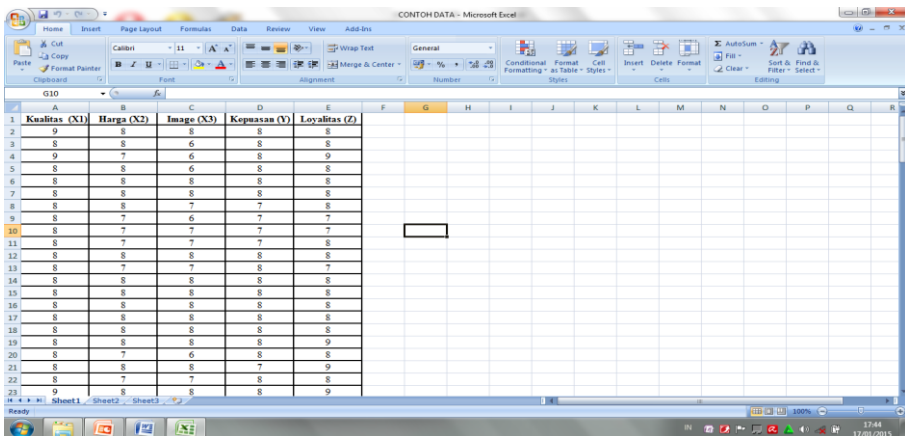 CONTOH DATA - Microsoft Excel
Home Insert Page Layout Formulas Data Review View Add-Ins
Cut
Copy
Format Painter
Paste
Calibri 11
B I U
Wrap Text
Merge & Center
General
Conditional Formatting
Format as Table
Cell Styles
Insert Delete Format
AutoSum
Fill
Clear
Sort & Filter
Find & Select
Clipboard Font Alignment Number Styles Cells Editing
G10 fx
A B C D E F G H I J K L M N O P Q R
1 Kualitas (X1) Harga (X2) Image (X3) Kepuasan (Y) Loyalitas (Z)
2 9 8 8 8 8
3 8 8 6 8 8
4 9 7 6 8 9
5 8 8 6 8 8
6 8 8 8 8 8
7 8 8 8 8 8
8 8 8 7 7 8
9 8 7 6 7 7
10 8 7 7 7 7
11 8 7 7 7 8
12 8 8 8 8 8
13 8 7 7 8 7
14 8 8 8 8 8
15 8 8 8 8 8
16 8 8 8 8 8
17 8 8 8 8 8
18 8 8 8 8 8
19 8 8 8 8 9
20 8 7 6 8 8
21 8 8 8 7 9
22 8 7 7 8 8
23 9 8 8 8 9
Sheet1 Sheet2 Sheet3
Ready 100%
IN 17:44
17/01/2015